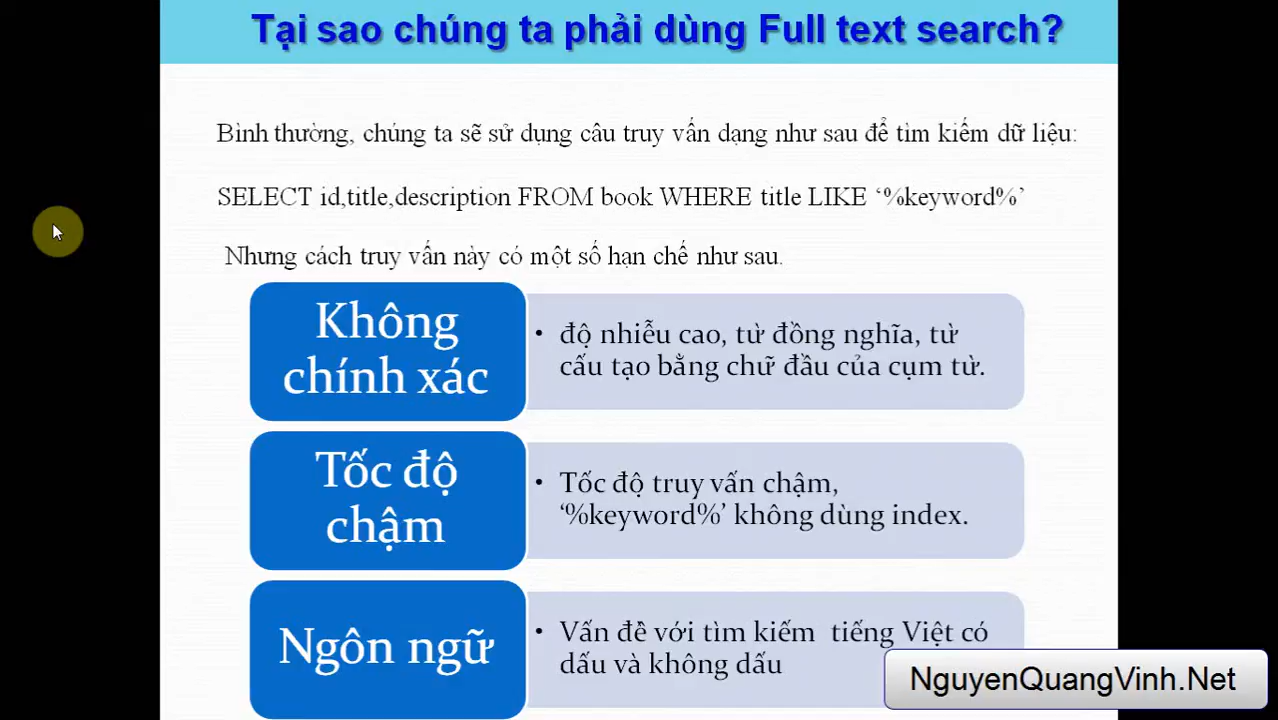 Tại sao chúng ta phải dùng Full text search?
Bình thường, chúng ta sẽ sử dụng câu truy vấn dạng như sau để tìm kiếm dữ liệu:
SELECT id,title,description FROM book WHERE title LIKE ‘%keyword%’
Nhưng cách truy vấn này có một số hạn chế như sau.
Không
chính xác
• độ nhiễu cao, từ đồng nghĩa, từ
cấu tạo bằng chữ đầu của cụm từ.
Tốc độ
chậm
• Tốc độ truy vấn chậm,
‘%keyword%’ không dùng index.
Ngôn ngữ
• Vấn đề với tìm kiếm tiếng Việt có
dấu và không dấu
NguyenQuangVinh.Net